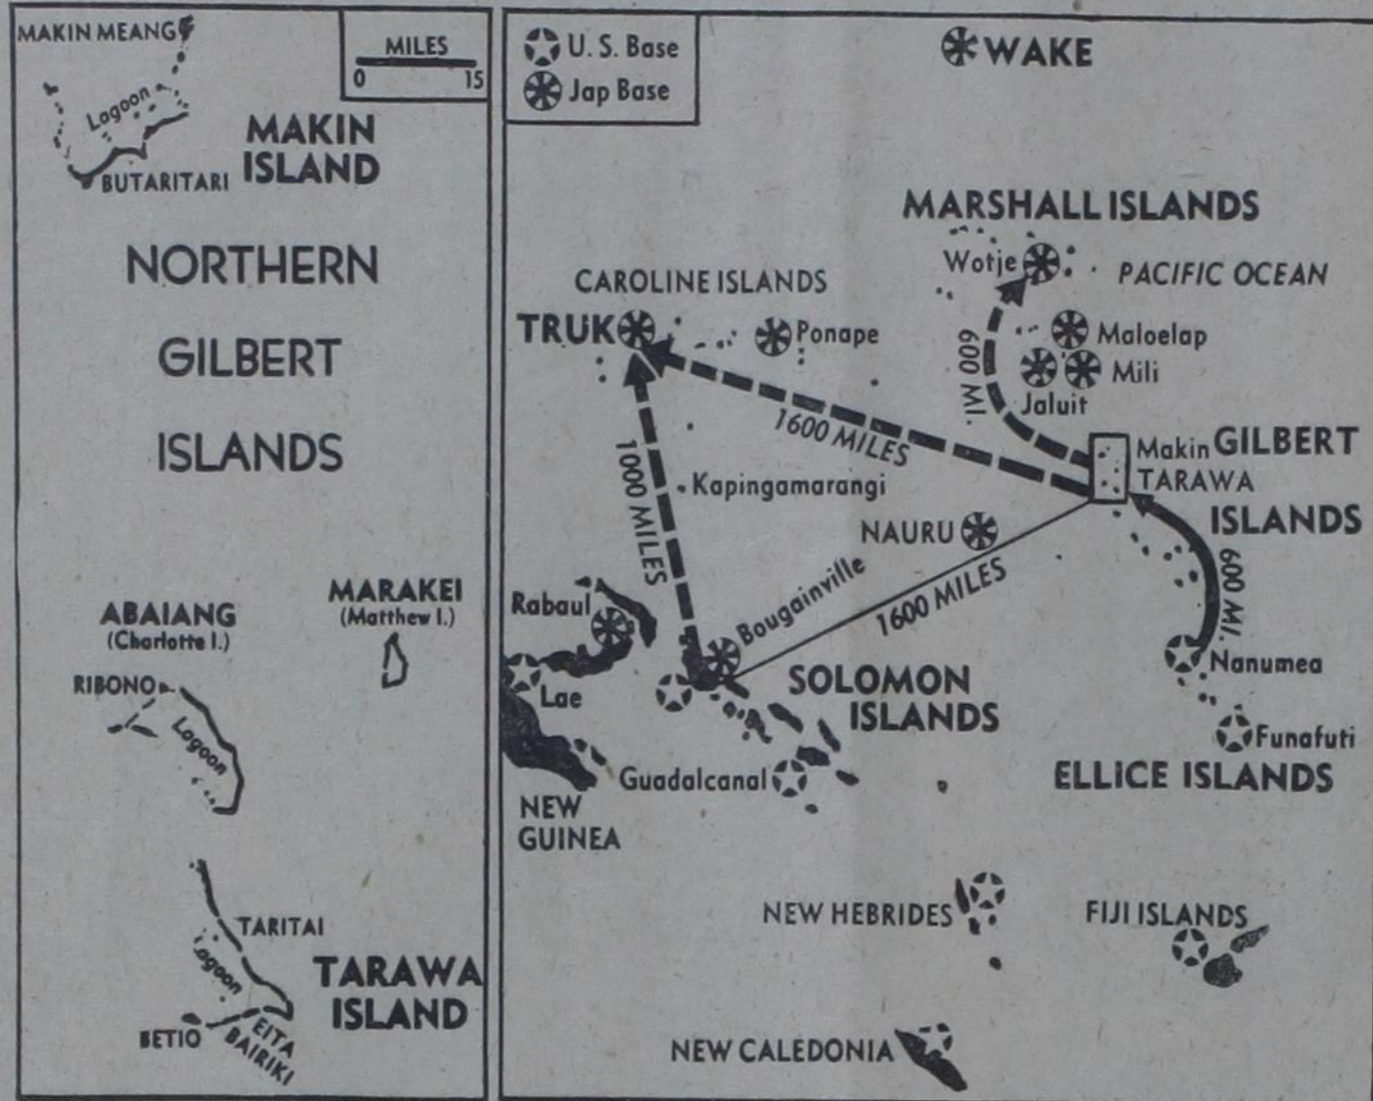 MAKIN MEANG
MILES
0 15
Lagoon
MAKIN
ISLAND
BUTARITARI
NORTHERN
GILBERT
ISLANDS
MARAKEI
(Matthew I.)
ABAIANG
(Charlotte I.)
RIBONO
Lagoon
TARITAI
Lagoon
TARAWA
ISLAND
BETIO
EITA
BAIRIKI
U. S. Base
Jap Base
WAKE
MARSHALL ISLANDS
Wotje
PACIFIC OCEAN
CAROLINE ISLANDS
TRUK
Ponape
Maloelap
Mili
Jaluit
600 MI.
1600 MILES
Makin GILBERT
TARAWA
ISLANDS
1000 MILES
Kapingamarangi
NAURU
Bougainville
1600 MILES
600 MI.
Rabaul
Lae
SOLOMON
ISLANDS
Nanumea
Funafuti
ELLICE ISLANDS
Guadalcanal
NEW
GUINEA
NEW HEBRIDES
FIJI ISLANDS
NEW CALEDONIA